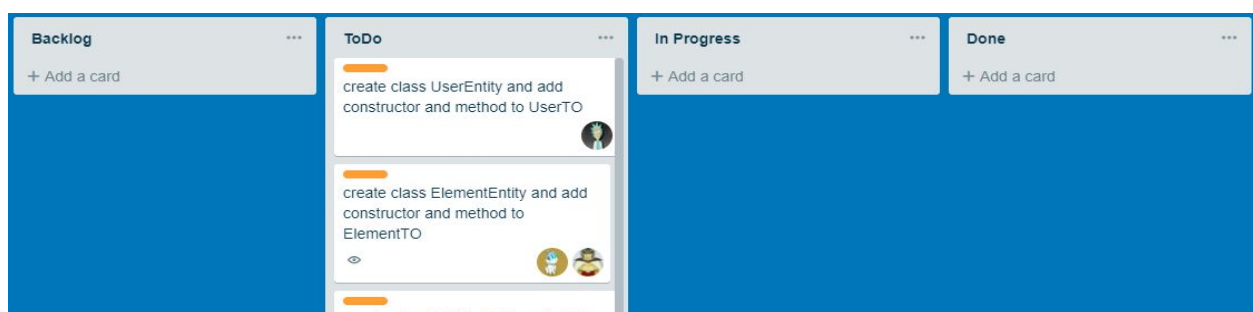 Backlog
+ Add a card
ToDo
create class UserEntity and add
constructor and method to UserTO
create class ElementEntity and add
constructor and method to
ElementTO
In Progress
+ Add a card
Done
+ Add a card